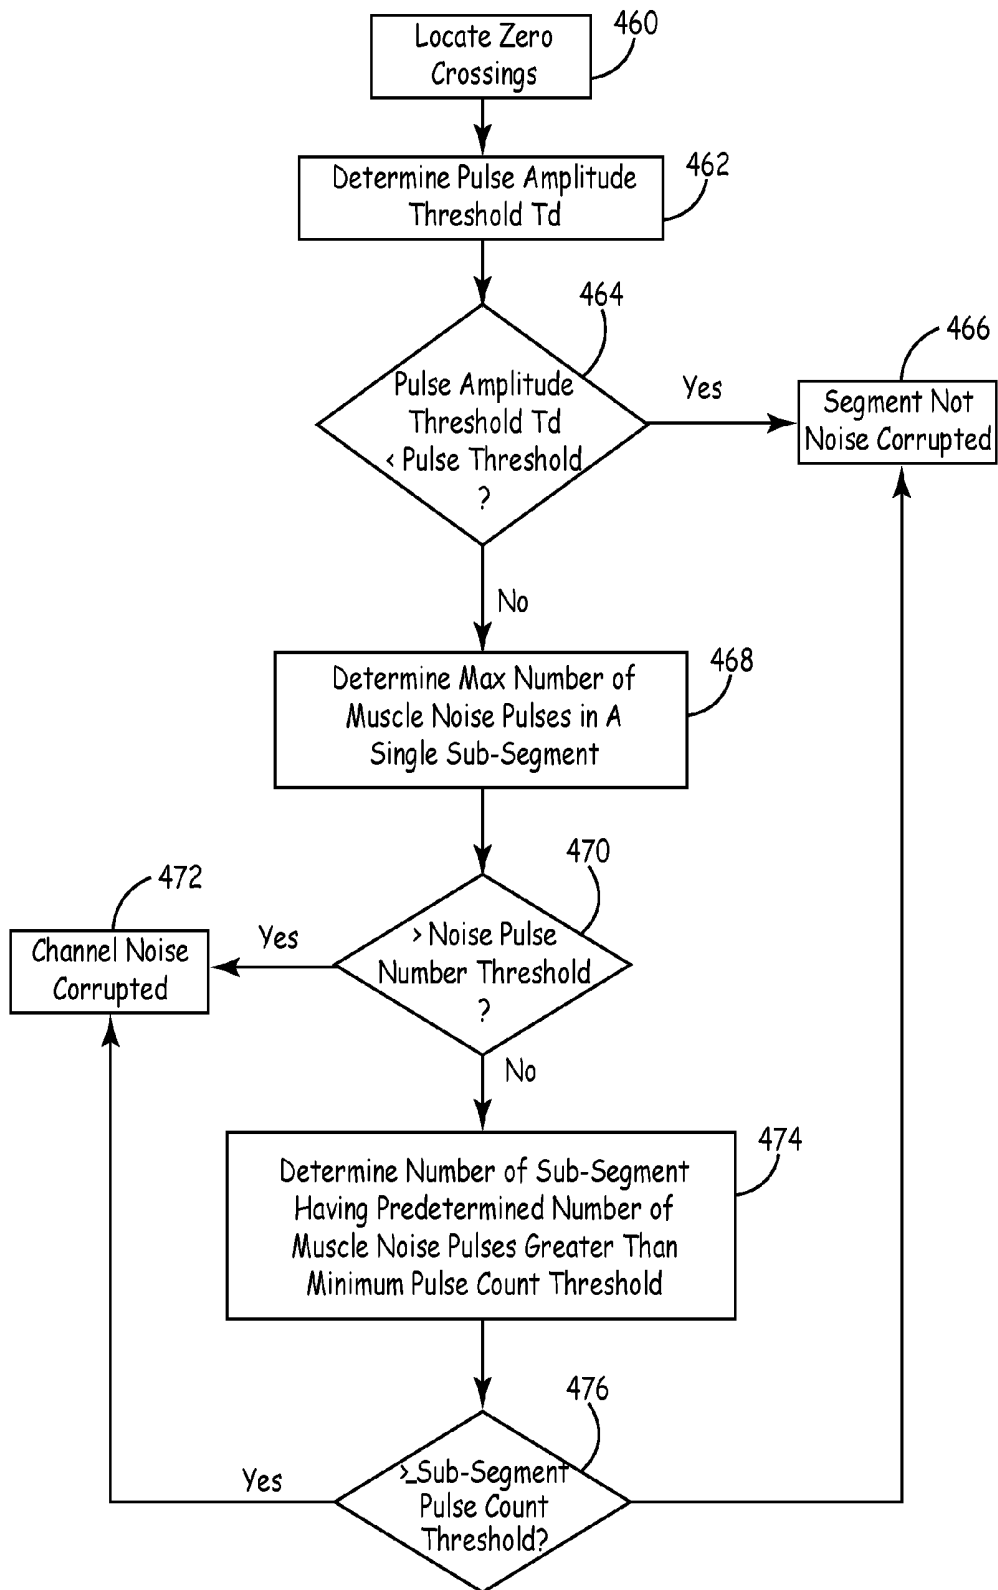 Locate Zero
Crossings
460
Determine Pulse Amplitude
Threshold Td
462
464
Pulse Amplitude
Threshold Td
< Pulse Threshold
?
Yes
466
Segment Not
Noise Corrupted
No
468
Determine Max Number of
Muscle Noise Pulses in A
Single Sub-Segment
470
> Noise Pulse
Number Threshold
?
Yes
472
Channel Noise
Corrupted
No
474
Determine Number of Sub-Segment
Having Predetermined Number of
Muscle Noise Pulses Greater Than
Minimum Pulse Count Threshold
476
≥ Sub-Segment
Pulse Count
Threshold?
Yes